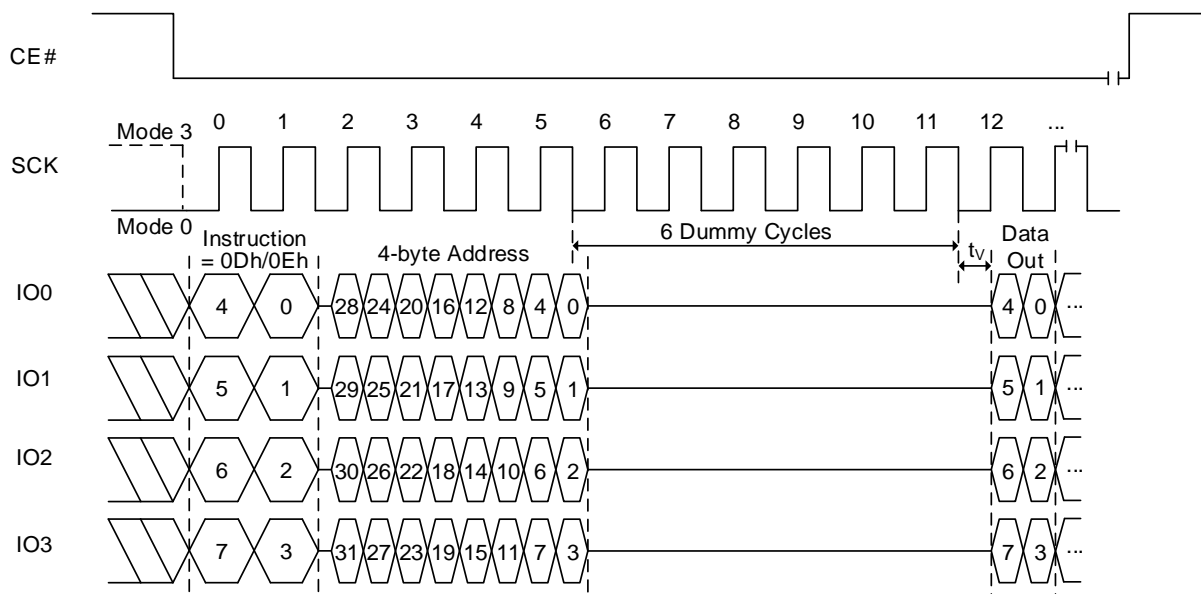 CE#
0 1 2 3 4 5 6 7 8 9 10 11 12 ...
Mode 3
SCK
Mode 0
Instruction
= 0Dh/0Eh
4-byte Address
6 Dummy Cycles
tV
Data
Out
IO0 4 0 28 24 20 16 12 8 4 0 4 0 ...
IO1 5 1 29 25 21 17 13 9 5 1 5 1 ...
IO2 6 2 30 26 22 18 14 10 6 2 6 2 ...
IO3 7 3 31 27 23 19 15 11 7 3 7 3 ...